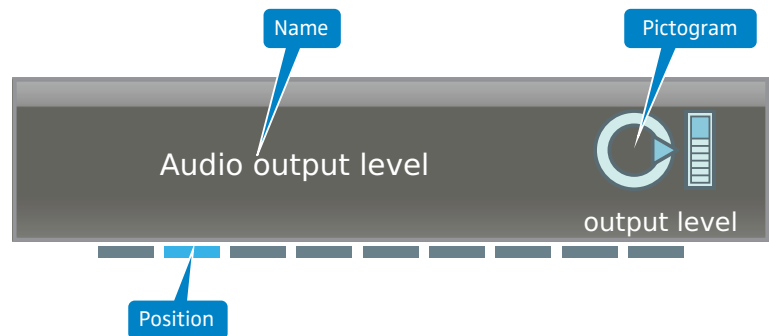 Name
Pictogram
Audio output level
output level
Position